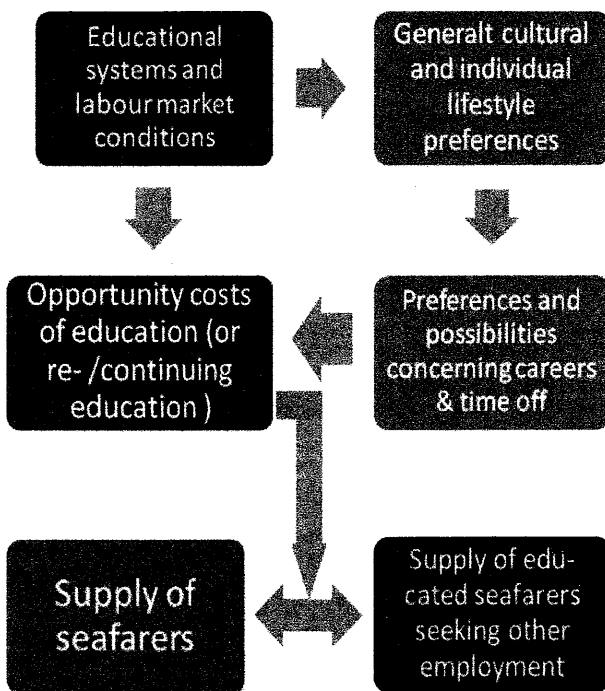 Educational
systems and
labour market
conditions
Generalt cultural
and individual
lifestyle
preferences
Opportunity costs
of education (or
re- /continuing
education )
Preferences and
possibilities
concerning careers
& time off
Supply of
seafarers
Supply of edu-
cated seafarers
seeking other
employment